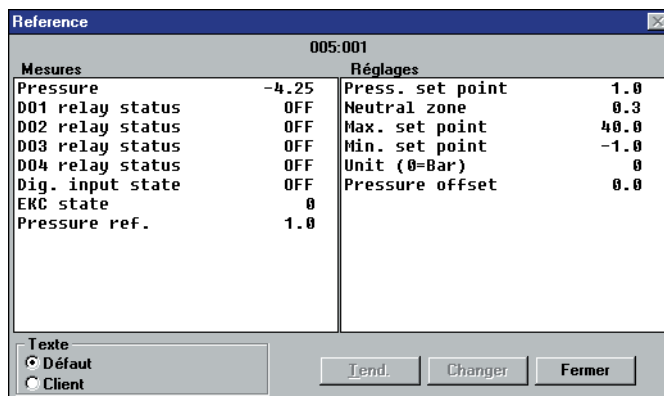 Reference
005:001
Mesures
Pressure -4.25
DO1 relay status OFF
DO2 relay status OFF
DO3 relay status OFF
DO4 relay status OFF
Dig. input state OFF
EKC state 0
Pressure ref. 1.0
Réglages
Press. set point 1.0
Neutral zone 0.3
Max. set point 40.0
Min. set point -1.0
Unit (0=Bar) 0
Pressure offset 0.0
Texte
Défaut
Client
Tend.
Changer
Fermer